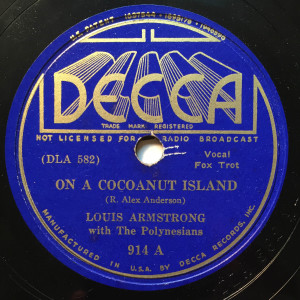 U.S. PATENT
DECCA
TRADE MARK REGISTERED
NOT LICENSED FOR RADIO BROADCAST
(DLA 582)
Vocal
Fox Trot
ON A COCOANUT ISLAND
(R. Alex Anderson)
LOUIS ARMSTRONG
with The Polynesians
914 A
MANUFACTURED IN U.S.A. BY DECCA RECORDS, INC.